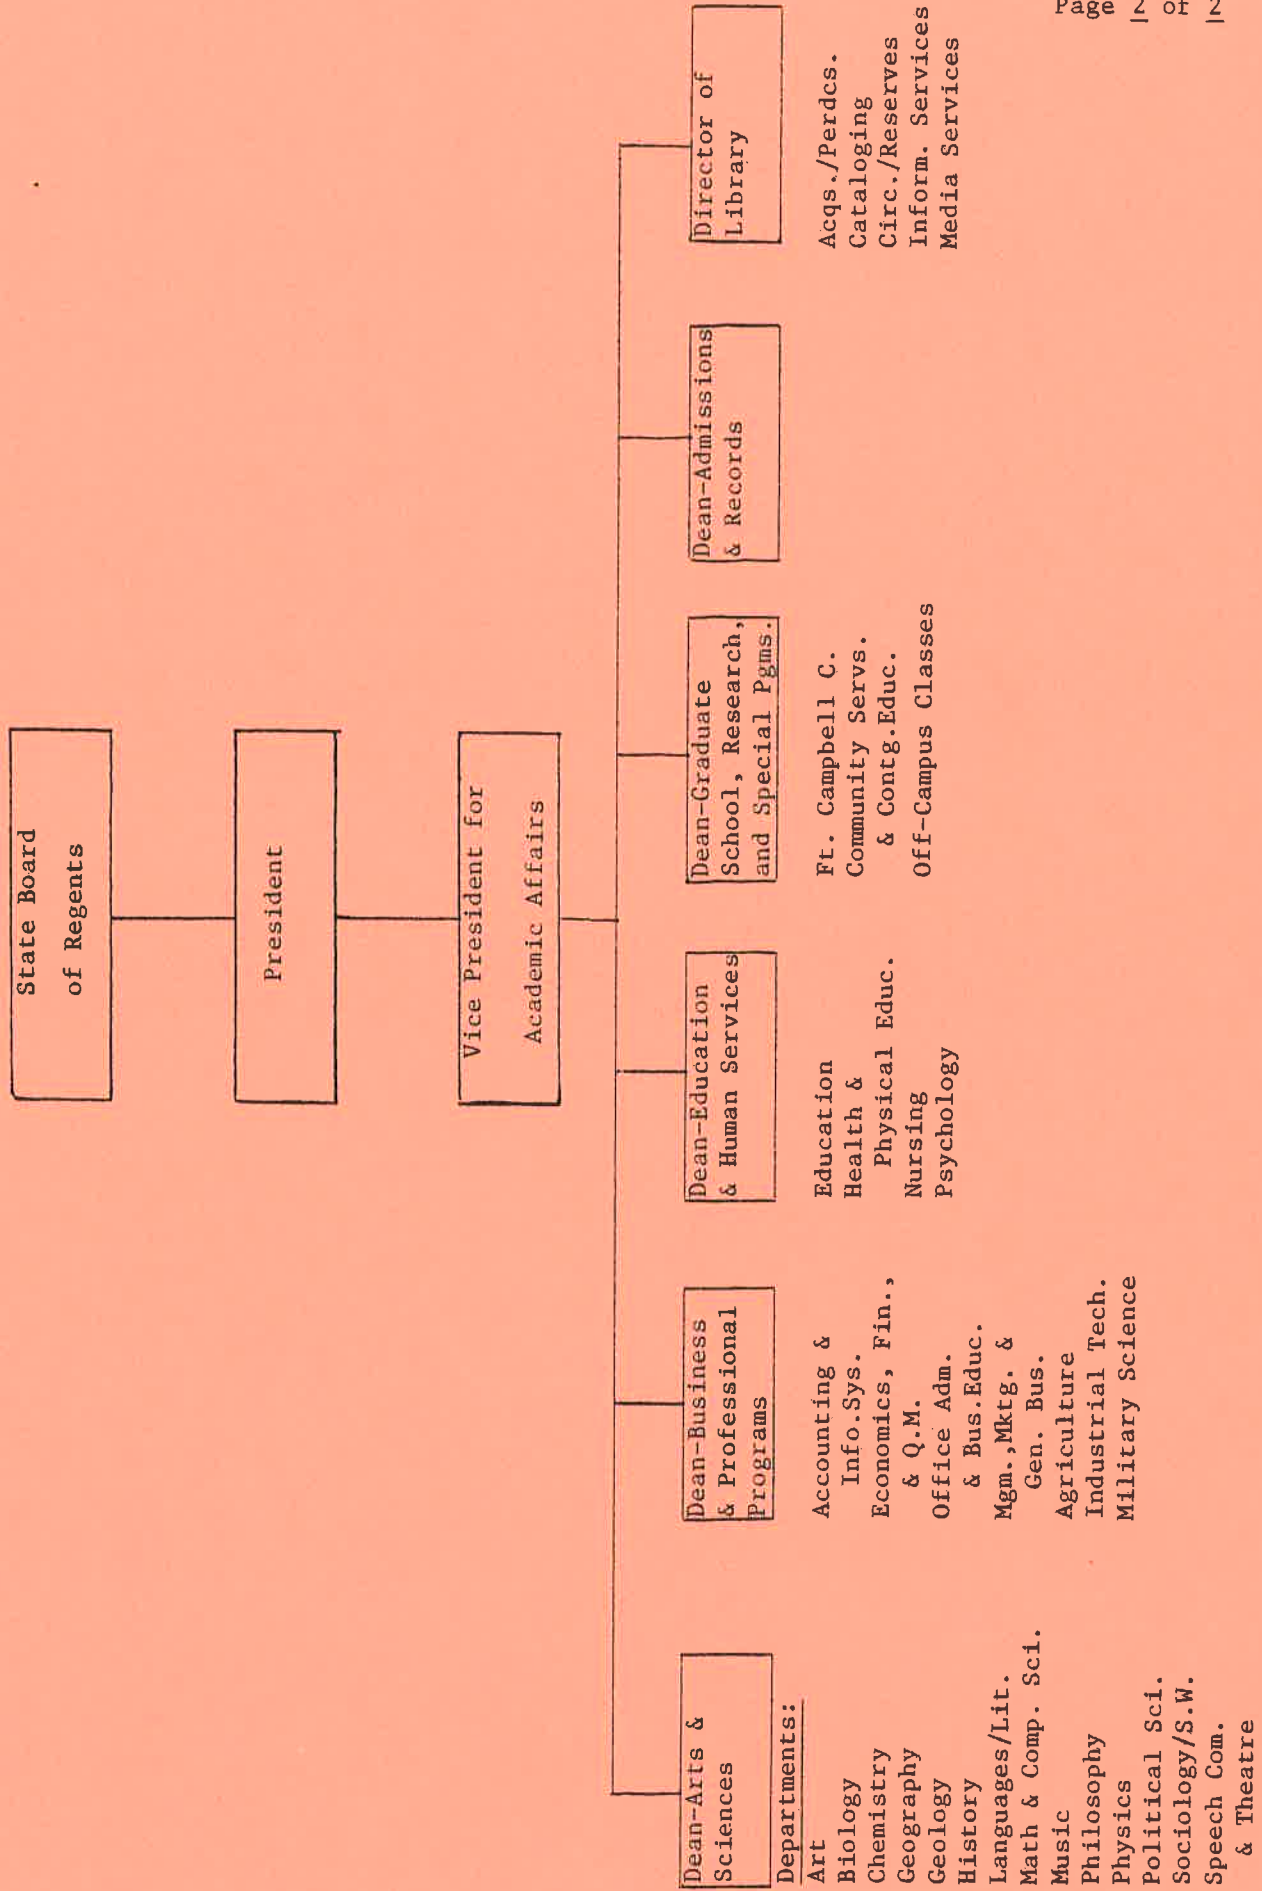 Page 2 of 2
State Board
of Regents
President
Vice President for
Academic Affairs
Dean-Arts &
Sciences
Departments:
Art
Biology
Chemistry
Geography
Geology
History
Languages/Lit.
Math & Comp. Sci.
Music
Philosophy
Physics
Political Sci.
Sociology/S.W.
Speech Com.
& Theatre
Dean-Business
& Professional
Programs
Accounting &
Info.Sys.
Economics, Fin.,
& Q.M.
Office Adm.
& Bus.Educ.
Mgm.,Mktg. &
Gen. Bus.
Agriculture
Industrial Tech.
Military Science
Dean-Education
& Human Services
Education
Health &
Physical Educ.
Nursing
Psychology
Dean-Graduate
School, Research,
and Special Pgms.
Ft. Campbell C.
Community Servs.
& Contg.Educ.
Off-Campus Classes
Dean-Admissions
& Records
Director of
Library
Acqs./Perdcs.
Cataloging
Circ./Reserves
Inform. Services
Media Services